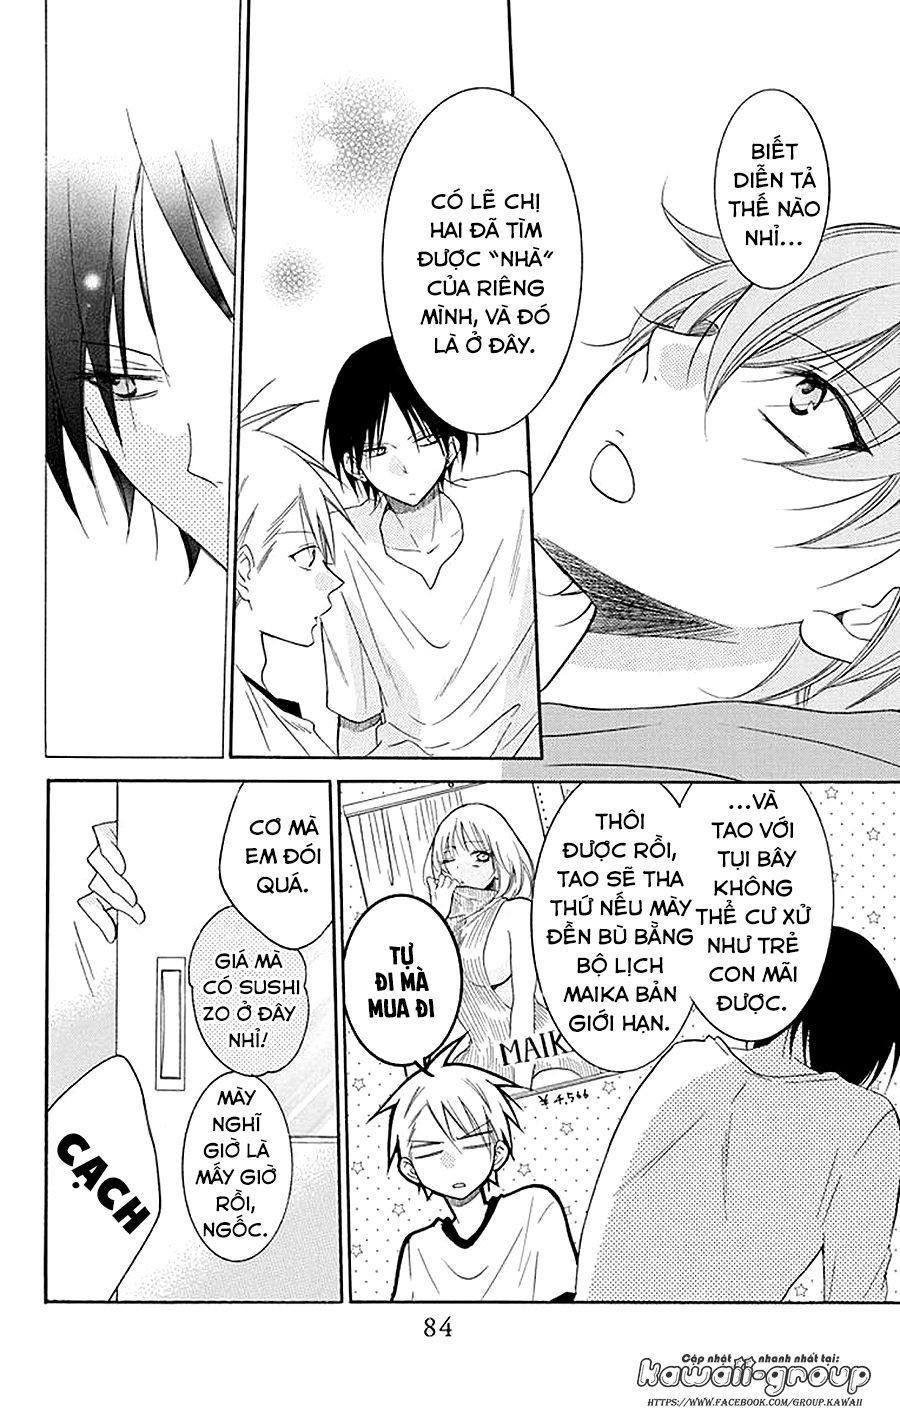 BIẾT
DIỄN TẢ
THẾ NÀO
NHỈ...
CÓ LẼ CHỊ
HAI ĐÃ TÌM
ĐƯỢC “NHÀ”
CỦA RIÊNG
MÌNH, VÀ ĐÓ
LÀ Ở ĐÂY.
...VÀ
TAO VỚI
TỤI BÂY
KHÔNG
THỂ CƯ XỬ
NHƯ TRẺ
CON MÃI
ĐƯỢC.
THÔI
ĐƯỢC RỒI,
TAO SẼ THA
THỨ NẾU MÀY
ĐỀN BÙ BẰNG
BỘ LỊCH
MAIKA BẢN
GIỚI HẠN.
TỰ
ĐI MÀ
MUA ĐI
MAIK
¥4,566
CƠ MÀ
EM ĐÓI
QUÁ.
GIÁ MÀ
CÓ SUSHI
ZO Ở ĐÂY
NHỈ!
MÀY
NGHĨ
GIỜ LÀ
MẤY GIỜ
RỒI,
NGỐC.
CẠCH
84
Cập nhật nhanh nhất tại:
kawaii-group
HTTPS://WWW.FACEBOOK.COM/GROUP.KAWAII